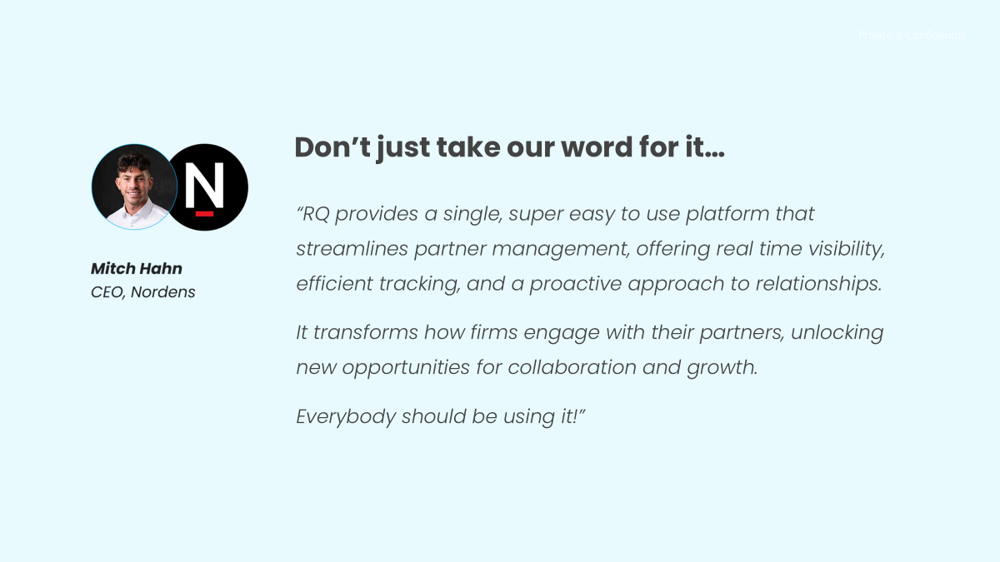 Private & Confidential
Don’t just take our word for it...
N
Mitch Hahn
CEO, Nordens
“RQ provides a single, super easy to use platform that
streamlines partner management, offering real time visibility,
efficient tracking, and a proactive approach to relationships.
It transforms how firms engage with their partners, unlocking
new opportunities for collaboration and growth.
Everybody should be using it!”